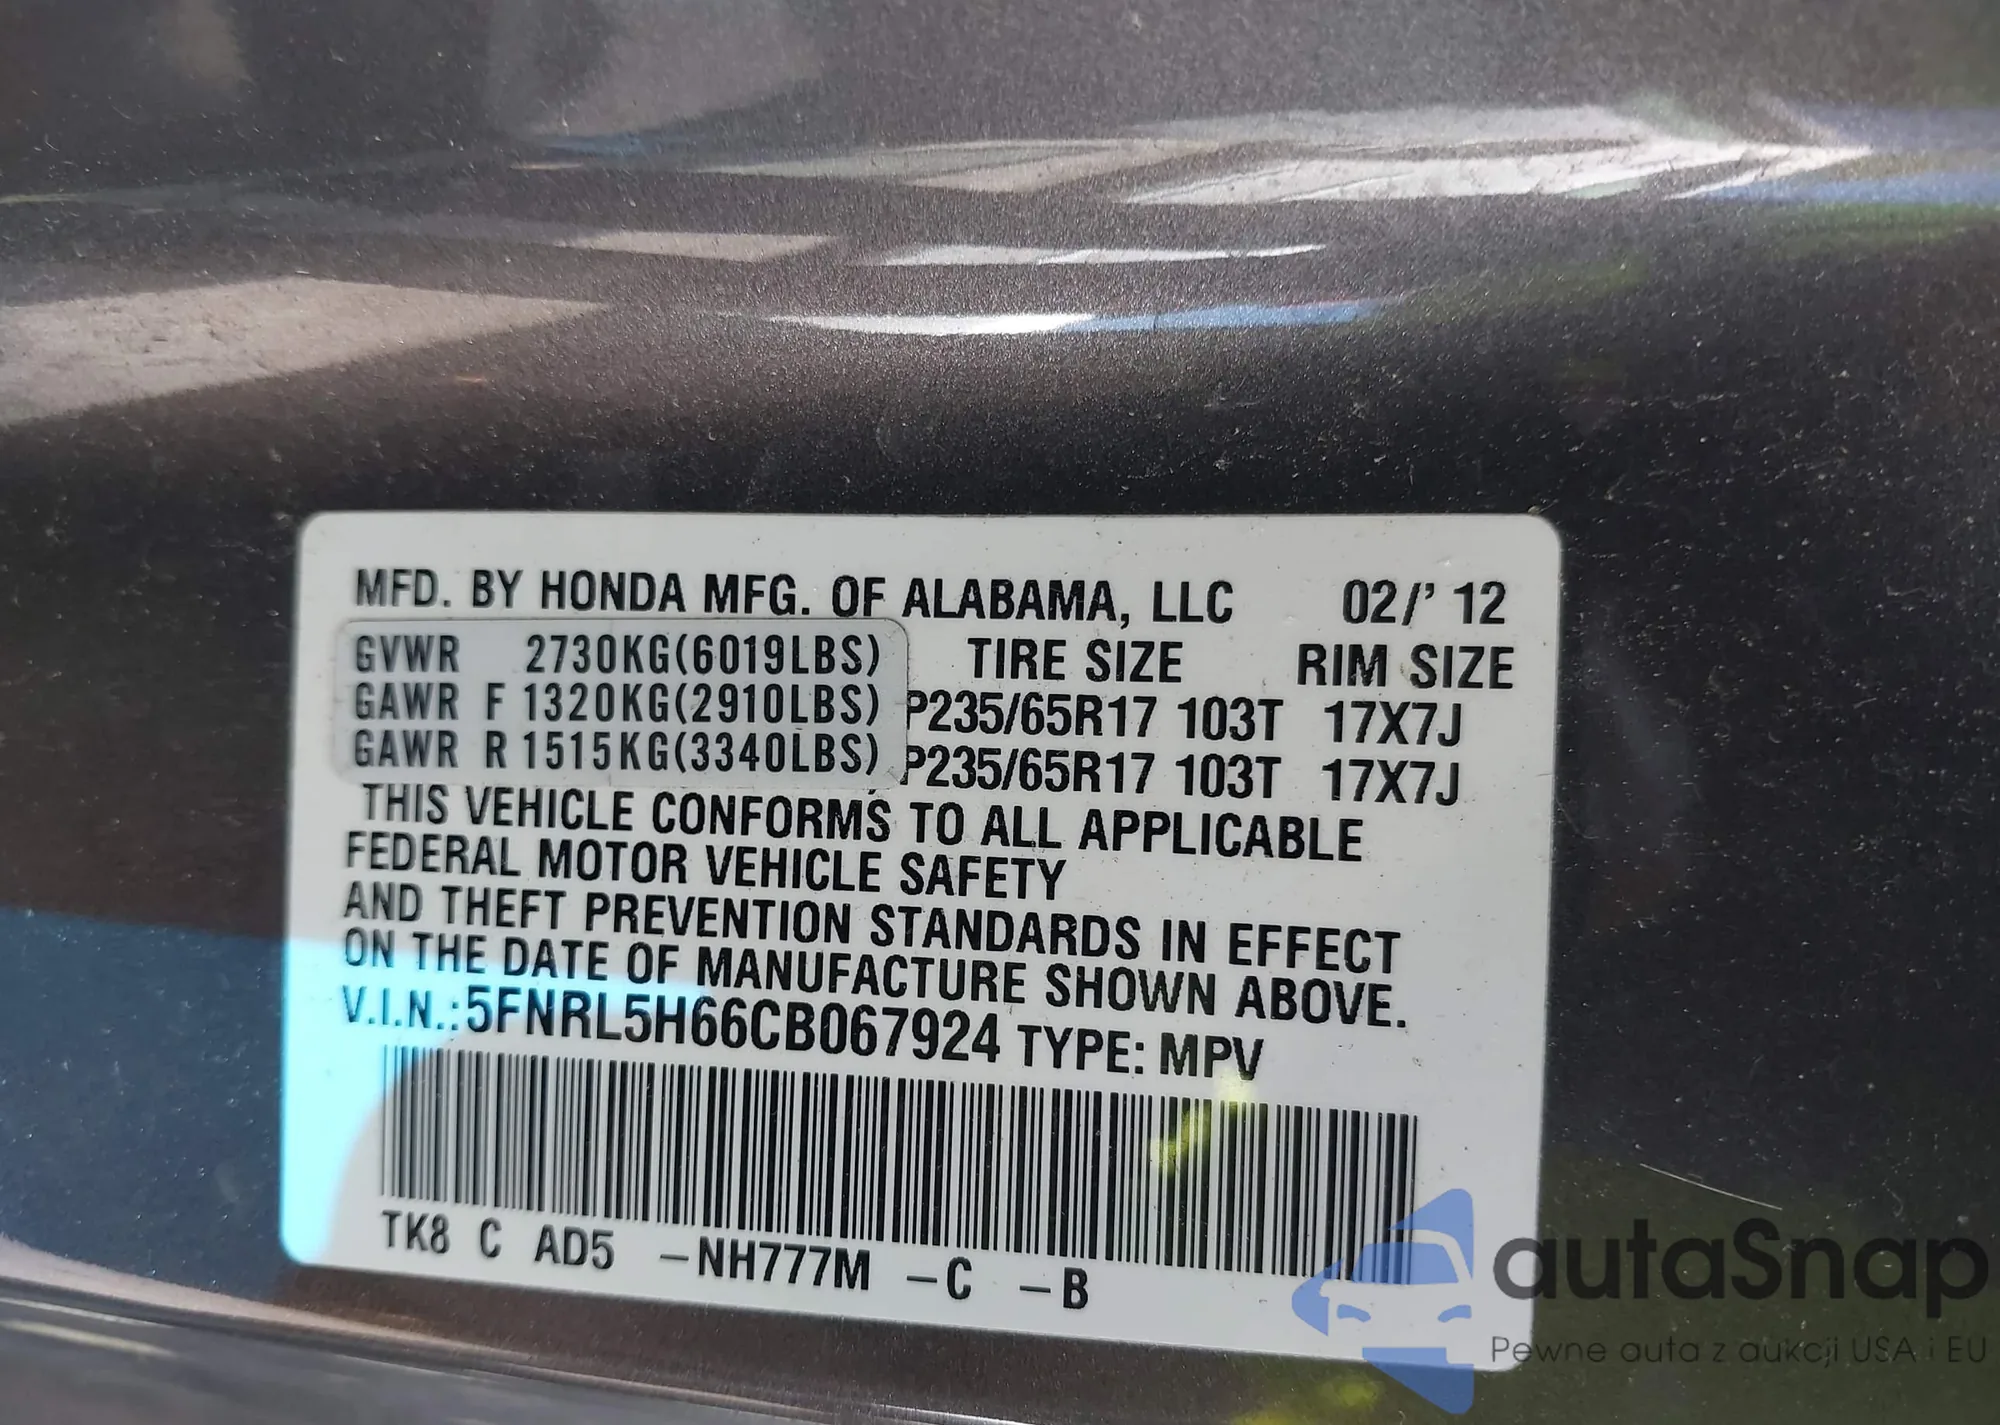 MFD. BY HONDA MFG. OF ALABAMA, LLC 02/' 12
GVWR 2730KG(6019LBS) TIRE SIZE RIM SIZE
GAWR F 1320KG(2910LBS) P235/65R17 103T 17X7J
GAWR R 1515KG(3340LBS) P235/65R17 103T 17X7J
THIS VEHICLE CONFORMS TO ALL APPLICABLE
FEDERAL MOTOR VEHICLE SAFETY
AND THEFT PREVENTION STANDARDS IN EFFECT
ON THE DATE OF MANUFACTURE SHOWN ABOVE.
V.I.N.:5FNRL5H66CB067924 TYPE: MPV
TK8 C AD5 -NH777M -C -B
autaSnap
Pewne auta z aukcji USA i EU